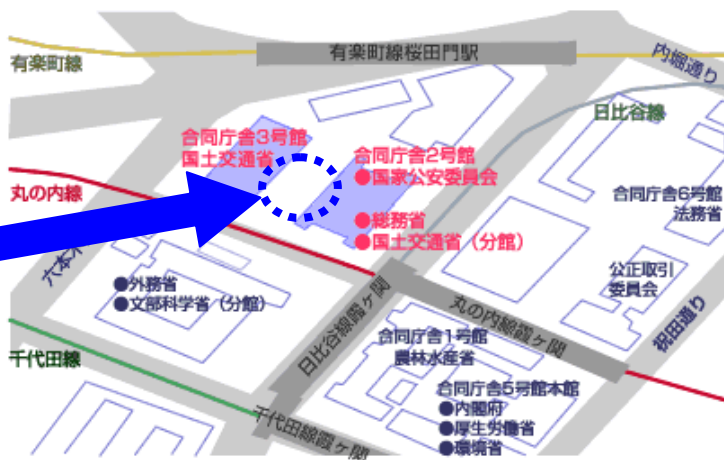 有楽町線桜田門駅
有楽町線
内堀通り
日比谷線
合同庁舎3号館
国土交通省
合同庁舎2号館
●国家公安委員会
●総務省
●国土交通省（分館）
丸の内線
合同庁舎6号館
法務省
公正取引
委員会
六本木
●外務省
●文部科学省（分館）
丸の内線霞ヶ関
祝田通り
日比谷線霞ヶ関
合同庁舎1号館
農林水産省
千代田線
合同庁舎5号館本館
●内閣府
●厚生労働省
●環境省
千代田線霞ヶ関